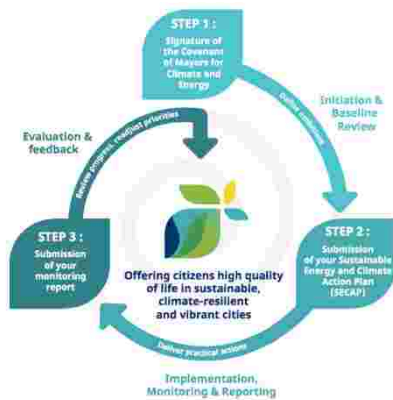 STEP 1 :
Signature of
the Covenant
of Mayors for
Climate and
Energy
Initiation &
Baseline
Review
STEP 2 :
Submission
of your Sustainable
Energy and Climate
Action Plan
(SECAP)
Deliver practical actions
Implementation,
Monitoring & Reporting
STEP 3 :
Submission
of your
monitoring
report
Evaluation &
feedback
Review progress, readjust priorities
Offering citizens high quality
of life in sustainable,
climate-resilient
and vibrant cities